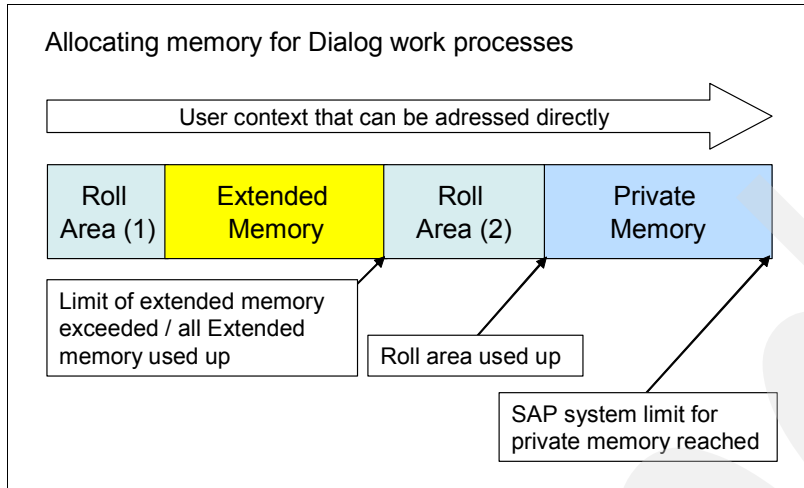 Allocating memory for Dialog work processes
User context that can be adressed directly
Roll
Area (1)
Extended
Memory
Roll
Area (2)
Private
Memory
Limit of extended memory
exceeded / all Extended
memory used up
Roll area used up
SAP system limit for
private memory reached